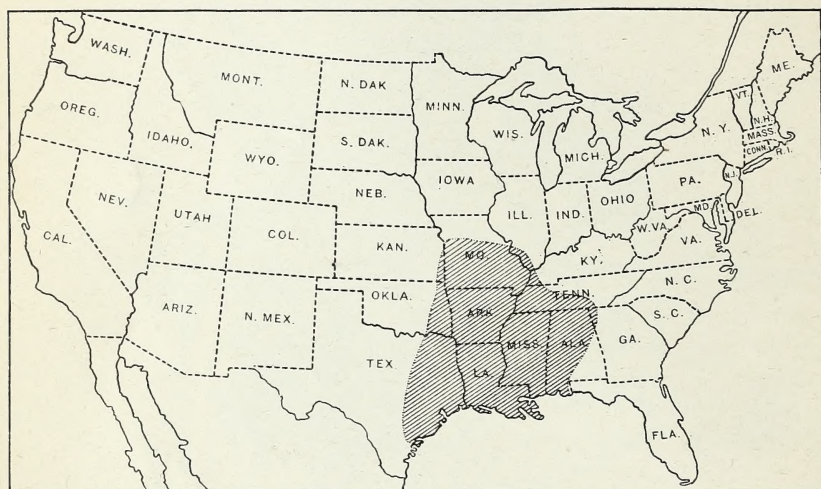 WASH.
MONT.
N. DAK
MINN.
ME.
VT.
N.H.
OREG.
IDAHO.
S. DAK.
WIS.
MICH.
N. Y.
MASS.
CONN.
R.I.
WYO.
NEV.
UTAH
NEB.
IOWA
PA.
N.J.
CAL.
COL.
ILL.
IND.
OHIO
MD.
DEL.
W.VA.
VA.
KAN.
MO.
KY.
ARIZ.
N. MEX.
OKLA.
ARK
TENN.
N. C.
S. C.
TEX.
LA.
MISS.
ALA.
GA.
FLA.